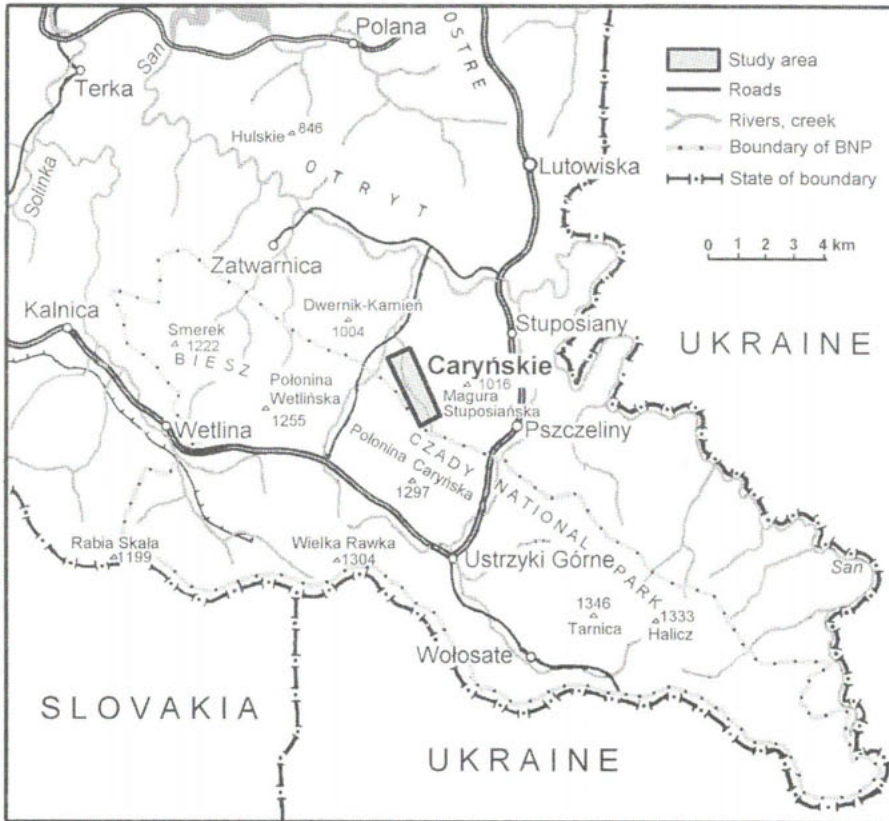 Polana
San
Terka
OSTRE
Hulskie 846
Lutowiska
Solinka
OTRYT
Zatwarnica
Dwernik-Kamień
1004
Kalnica
Smerek
1222
BIESZ
Stuposiany
Caryńskie
1016
Magura
Stuposiańska
Połonina
Wetlińska
1255
Wetlina
Pszczeliny
Połonina Caryńska
1297
CZADY
NATIONAL
PARK
Rabia Skała
1199
Wielka Rawka
1304
Ustrzyki Górne
1346
Tarnica
1333
Halicz
San
Wołosate
SLOVAKIA
UKRAINE
UKRAINE
Study area
Roads
Rivers, creek
Boundary of BNP
State of boundary
0 1 2 3 4 km